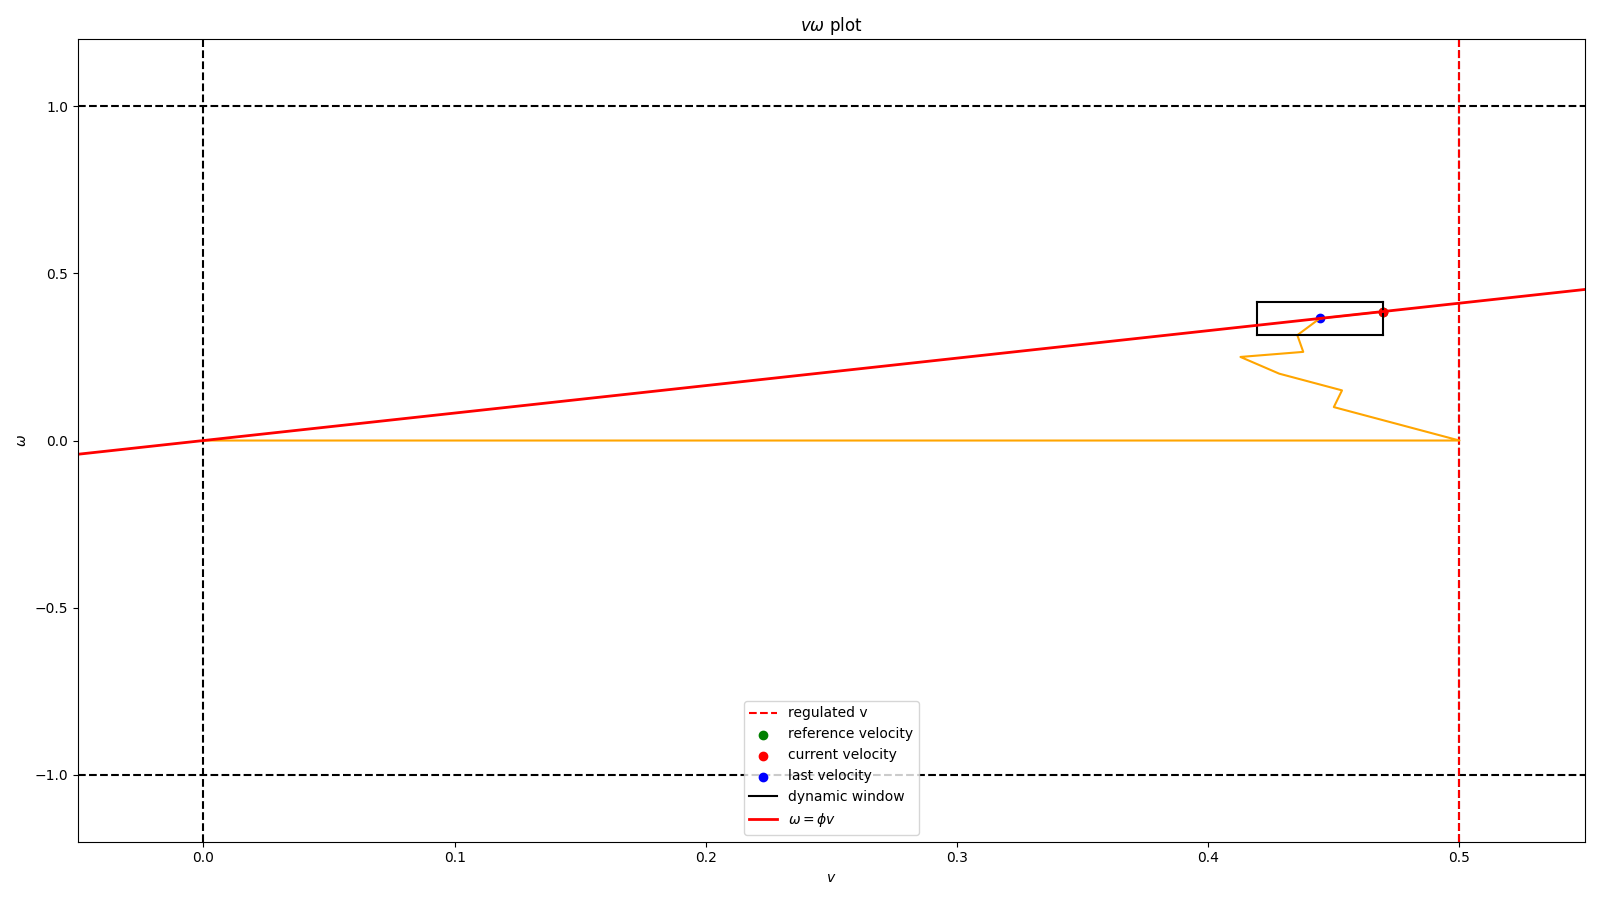 vω plot
1.0
0.5
0.0
−0.5
−1.0
ω
regulated v
reference velocity
current velocity
last velocity
dynamic window
ω = ϕv
0.0 0.1 0.2 0.3 0.4 0.5
v